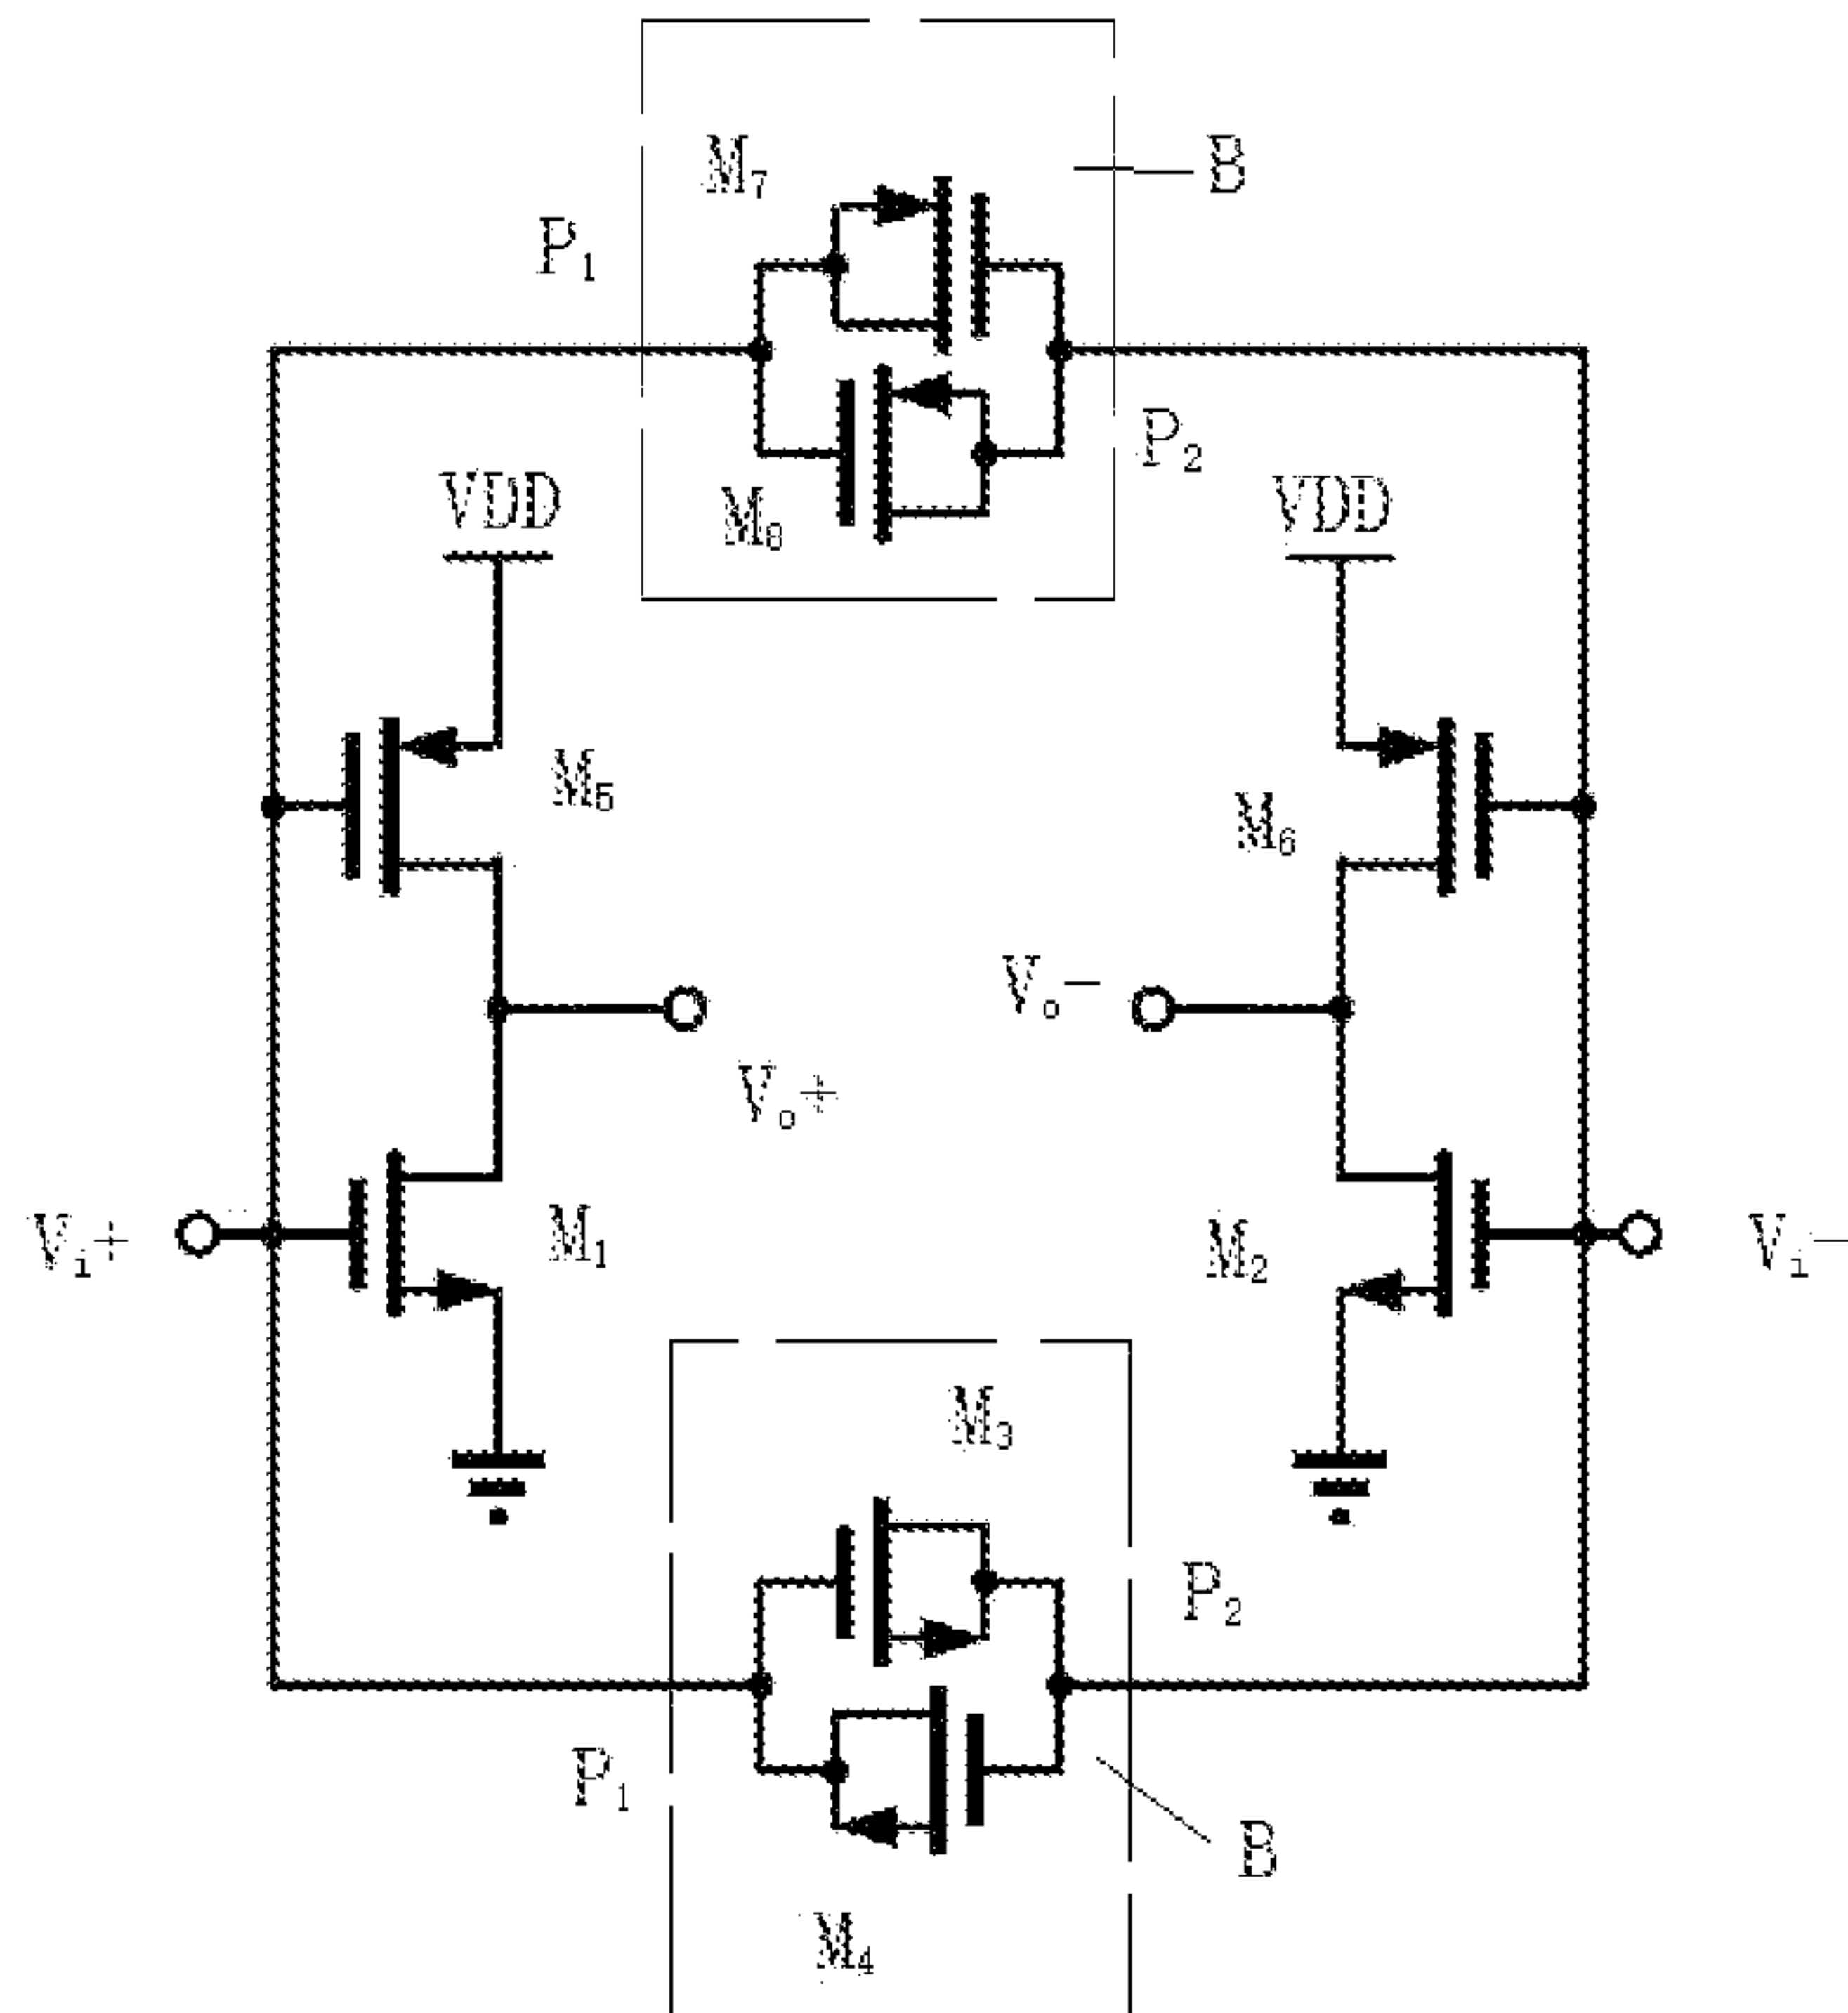 M₇
B
P₁
P₂
VDD
M₈
VDD
M₅
M₆
Vₒ−
Vₒ+
Vᵢ+
M₁
M₂
Vᵢ−
M₃
P₂
P₁
B
M₄